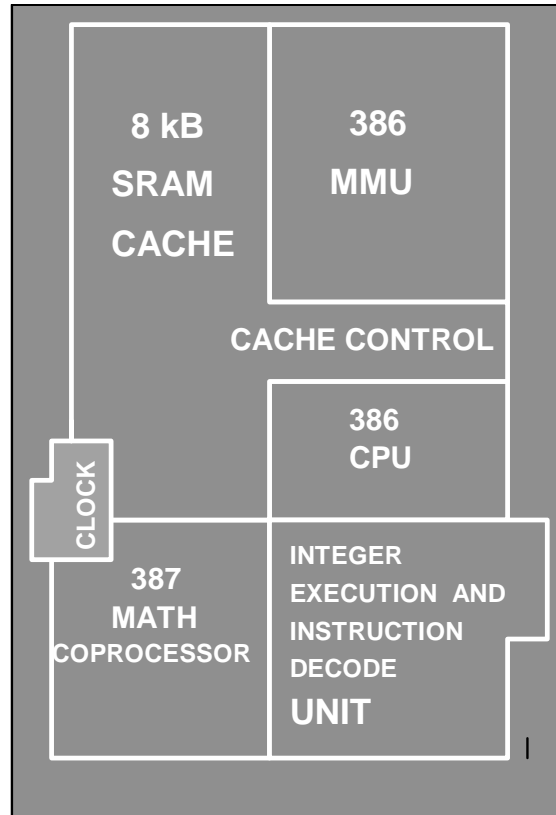 8 kB
SRAM
CACHE
386
MMU
CACHE CONTROL
386
CPU
CLOCK
387
MATH
COPROCESSOR
INTEGER
EXECUTION AND
INSTRUCTION
DECODE
UNIT